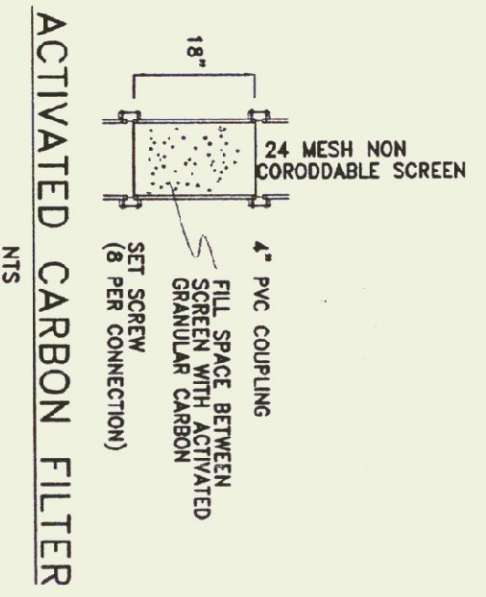 18"
24 MESH NON
CORODDABLE SCREEN
4" PVC COUPLING
FILL SPACE BETWEEN
SCREEN WITH ACTIVATED
GRANULAR CARBON
SET SCREW
(8 PER CONNECTION)
ACTIVATED CARBON FILTER
NTS